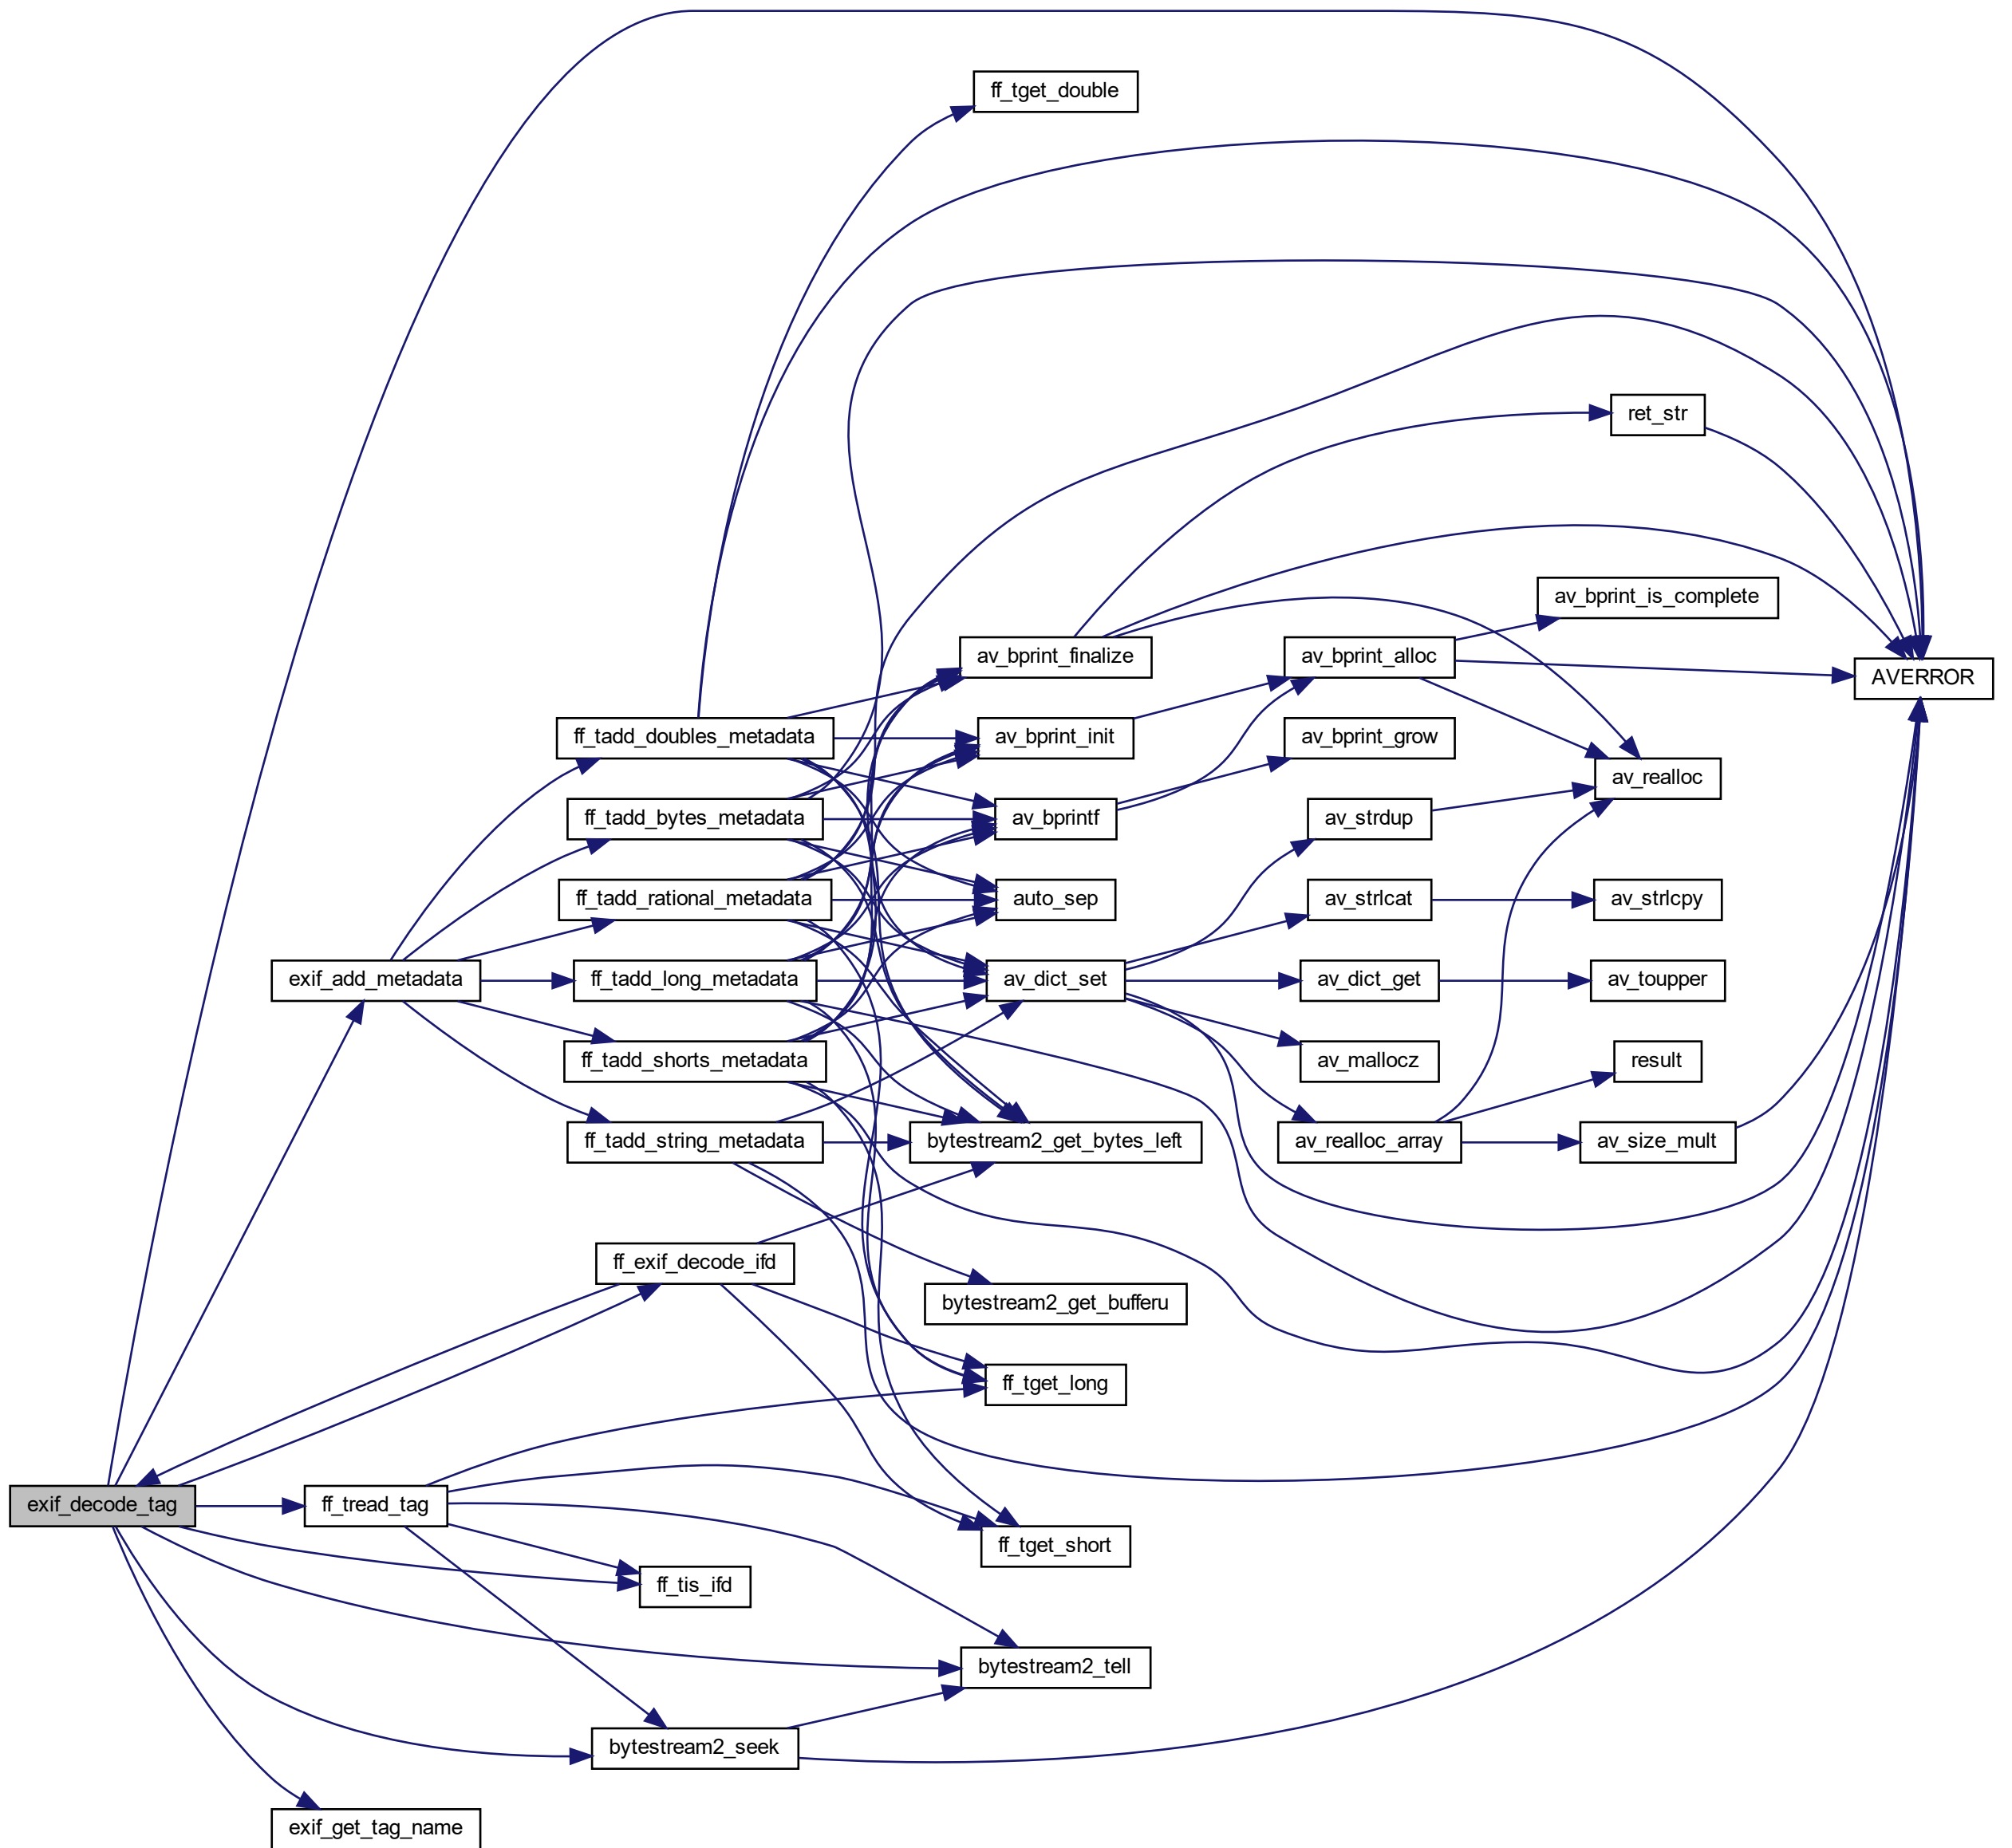 ff_tget_double
ret_str
av_bprint_is_complete
av_bprint_finalize
av_bprint_alloc
AVERROR
ff_tadd_doubles_metadata
av_bprint_init
av_bprint_grow
av_realloc
ff_tadd_bytes_metadata
av_bprintf
av_strdup
ff_tadd_rational_metadata
auto_sep
av_strlcat
av_strlcpy
exif_add_metadata
ff_tadd_long_metadata
av_dict_set
av_dict_get
av_toupper
ff_tadd_shorts_metadata
av_mallocz
result
ff_tadd_string_metadata
bytestream2_get_bytes_left
av_realloc_array
av_size_mult
ff_exif_decode_ifd
bytestream2_get_bufferu
ff_tget_long
exif_decode_tag
ff_tread_tag
ff_tget_short
ff_tis_ifd
bytestream2_tell
bytestream2_seek
exif_get_tag_name